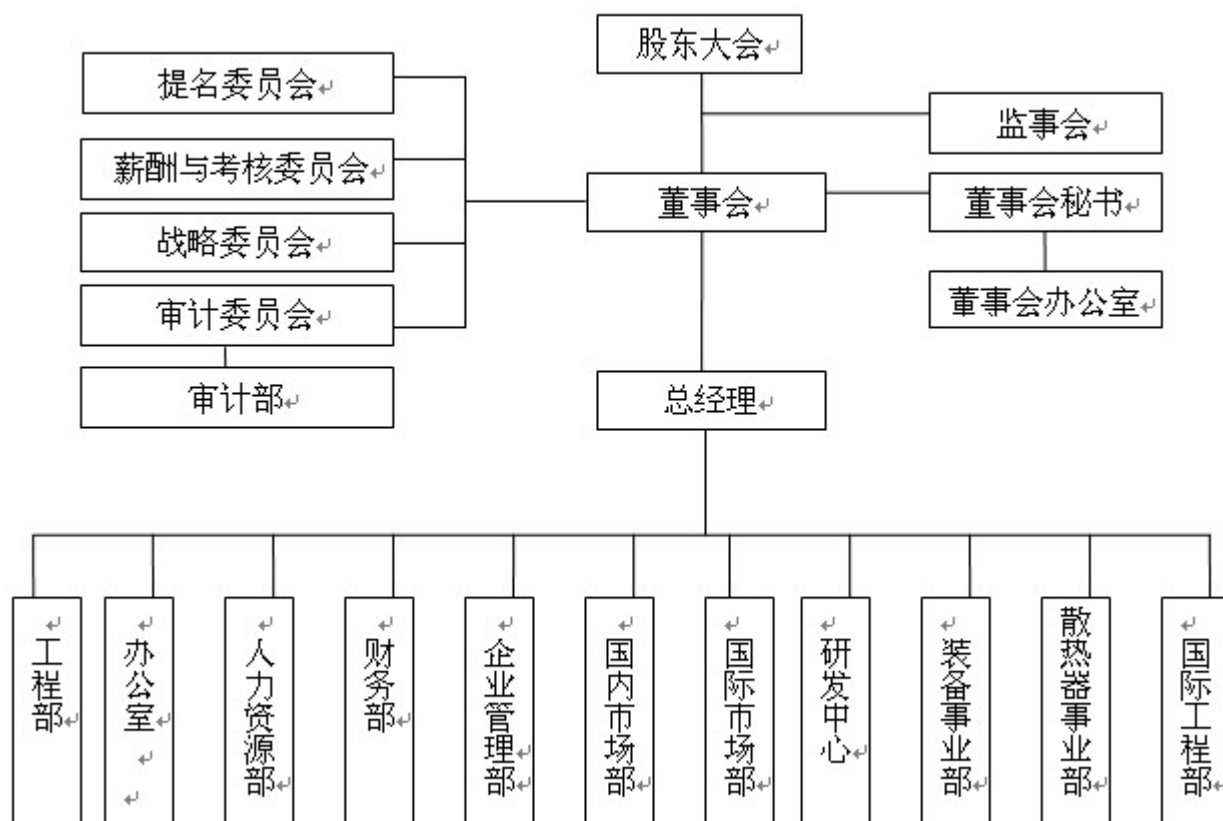 股东大会
提名委员会
监事会
薪酬与考核委员会
董事会
董事会秘书
战略委员会
董事会办公室
审计委员会
审计部
总经理
工程部
办公室
人力资源部
财务部
企业管理部
国内市场部
国际市场部
研发中心
装备事业部
散热器事业部
国际工程部